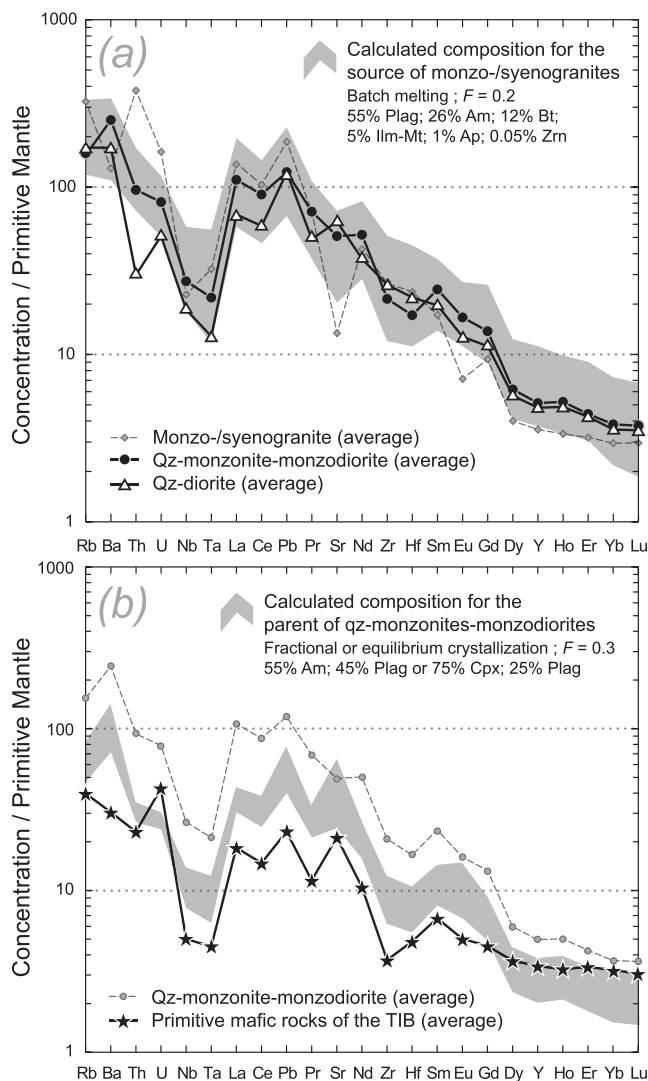 1000
(a)
Calculated composition for the
source of monzo-/syenogranites
Batch melting ; F = 0.2
55% Plag; 26% Am; 12% Bt;
5% Ilm-Mt; 1% Ap; 0.05% Zrn
100
Concentration / Primitive Mantle
10
Monzo-/syenogranite (average)
Qz-monzonite-monzodiorite (average)
Qz-diorite (average)
1
Rb Ba Th U Nb Ta La Ce Pb Pr Sr Nd Zr Hf Sm Eu Gd Dy Y Ho Er Yb Lu
1000
(b)
Calculated composition for the
parent of qz-monzonites-monzodiorites
Fractional or equilibrium crystallization ; F = 0.3
55% Am; 45% Plag or 75% Cpx; 25% Plag
100
Concentration / Primitive Mantle
10
Qz-monzonite-monzodiorite (average)
Primitive mafic rocks of the TIB (average)
1
Rb Ba Th U Nb Ta La Ce Pb Pr Sr Nd Zr Hf Sm Eu Gd Dy Y Ho Er Yb Lu